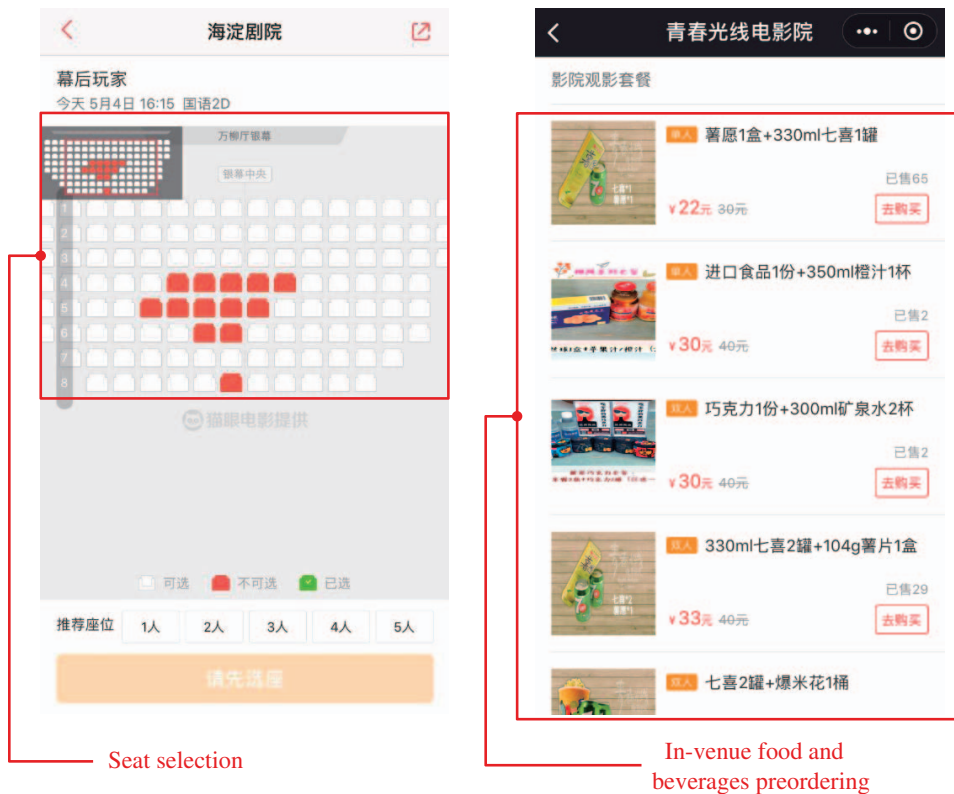 海淀剧院
幕后玩家
今天 5月4日 16:15 国语2D
万柳厅银幕
银幕中央
1
2
3
4
5
6
7
8
猫眼电影提供
可选 不可选 已选
推荐座位 1人 2人 3人 4人 5人
请先选座
Seat selection
青春光线电影院
影院观影套餐
单人 薯愿1盒+330ml七喜1罐
已售65
¥22元 30元 去购买
单人 进口食品1份+350ml橙汁1杯
已售2
¥30元 40元 去购买
双人 巧克力1份+300ml矿泉水2杯
已售2
¥30元 40元 去购买
双人 330ml七喜2罐+104g薯片1盒
已售29
¥33元 40元 去购买
双人 七喜2罐+爆米花1桶
In-venue food and
beverages preordering